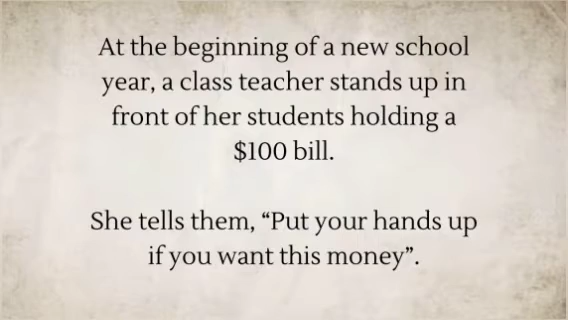 At the beginning of a new school
year, a class teacher stands up in
front of her students holding a
$100 bill.
She tells them, “Put your hands up
if you want this money”.